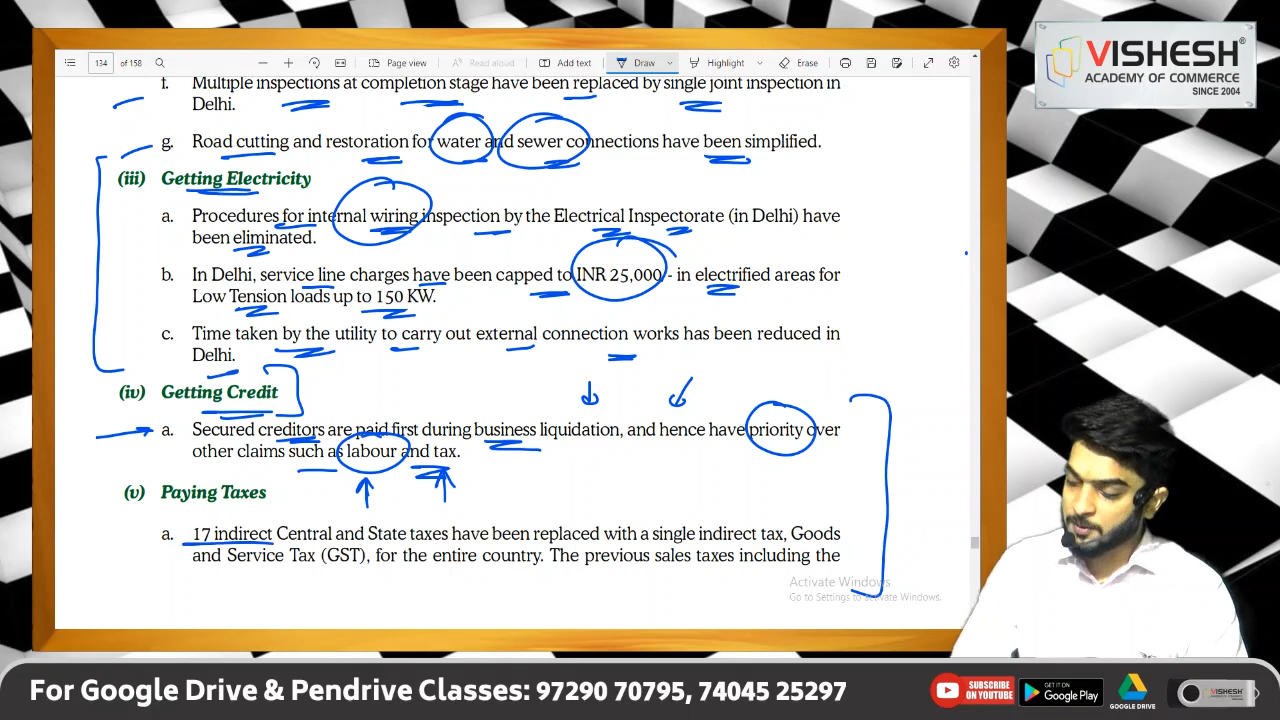 134 of 158
Page view
Read aloud
Add text
Draw
Highlight
Erase
VISHESH
ACADEMY OF COMMERCE
SINCE 2004
f. Multiple inspections at completion stage have been replaced by single joint inspection in
Delhi.
g. Road cutting and restoration for water and sewer connections have been simplified.
(iii) Getting Electricity
a. Procedures for internal wiring inspection by the Electrical Inspectorate (in Delhi) have
been eliminated.
b. In Delhi, service line charges have been capped to INR 25,000 - in electrified areas for
Low Tension loads up to 150 KW.
c. Time taken by the utility to carry out external connection works has been reduced in
Delhi.
(iv) Getting Credit
a. Secured creditors are paid first during business liquidation, and hence have priority over
other claims such as labour and tax.
(v) Paying Taxes
a. 17 indirect Central and State taxes have been replaced with a single indirect tax, Goods
and Service Tax (GST), for the entire country. The previous sales taxes including the
Activate Windows
Go to Settings to activate Windows.
For Google Drive & Pendrive Classes: 97290 70795, 74045 25297
SUBSCRIBE
ON YOUTUBE
GET IT ON
Google Play
GOOGLE DRIVE
VISHESH